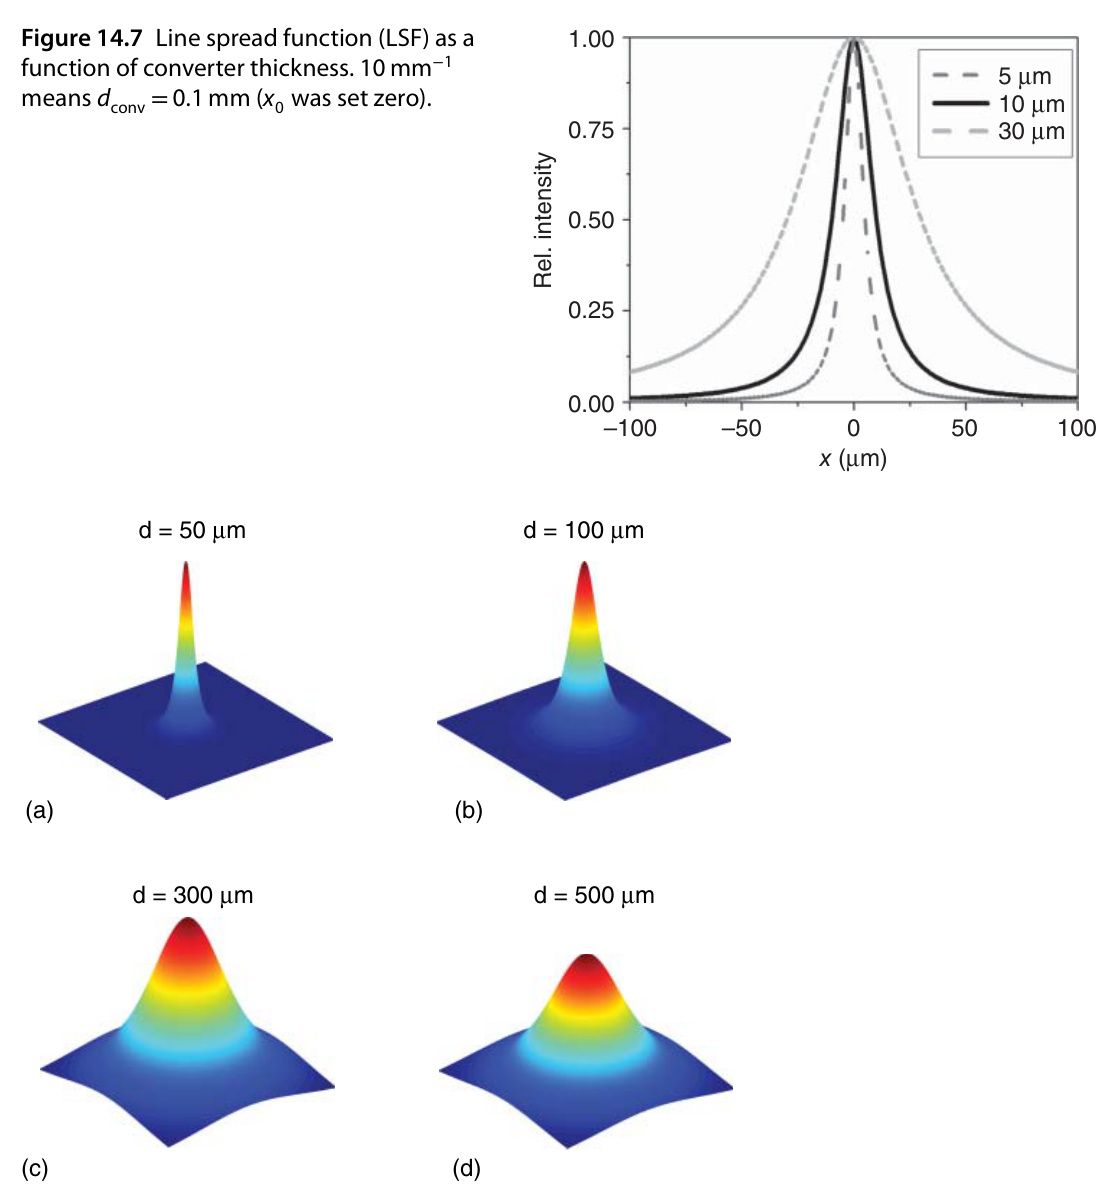 Figure 14.7 Line spread function (LSF) as a
function of converter thickness. 10 mm⁻¹
means d_conv = 0.1 mm (x₀ was set zero).
1.00
0.75
0.50
0.25
0.00
Rel. intensity
5 μm
10 μm
30 μm
–100
–50
0
50
100
x (μm)
d = 50 μm
d = 100 μm
(a)
(b)
d = 300 μm
d = 500 μm
(c)
(d)